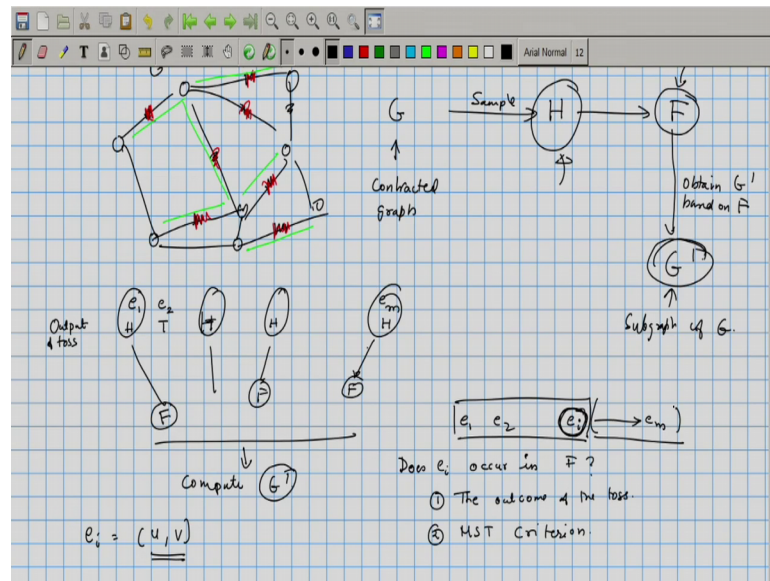 Arial Normal 12
G
Sample
H
F
Contracted
graph
Obtain G'
based on F
G'
Subgraph of G.
Output
of toss
e1 e2 em
H T H H H
F F F
Compute G'
ei = (u, v)
e1 e2 ei ( → em )
Does ei occur in F ?
① The outcome of the toss.
② MST Criterion.